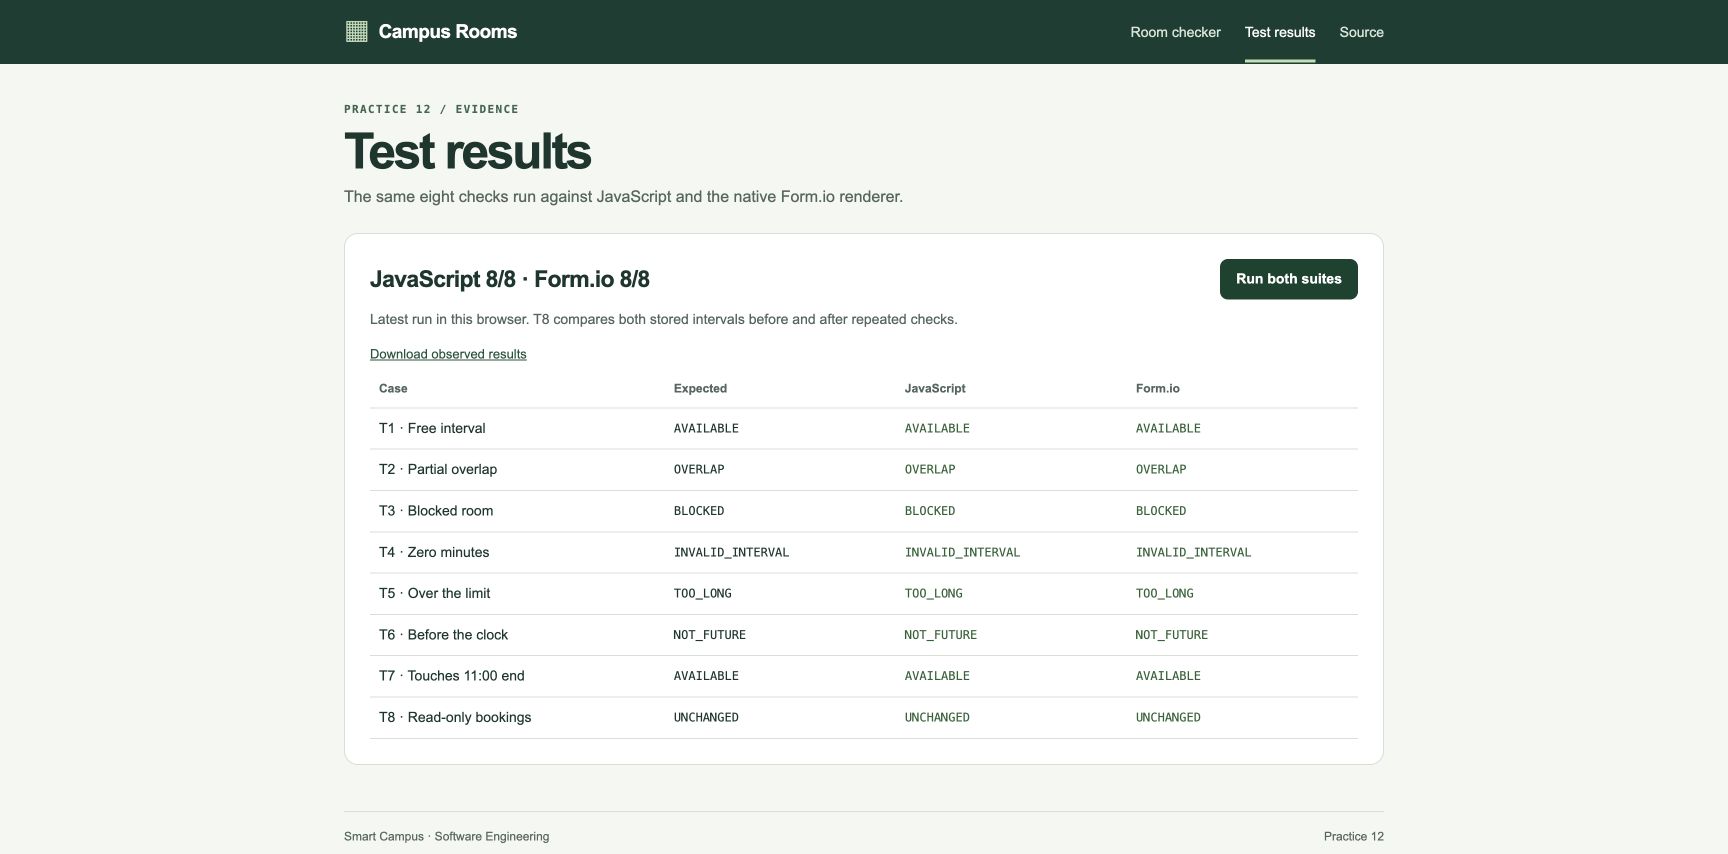 Campus Rooms
Room checker Test results Source
PRACTICE 12 / EVIDENCE
Test results
The same eight checks run against JavaScript and the native Form.io renderer.
JavaScript 8/8 · Form.io 8/8
Run both suites
Latest run in this browser. T8 compares both stored intervals before and after repeated checks.
Download observed results
Case Expected JavaScript Form.io
T1 · Free interval AVAILABLE AVAILABLE AVAILABLE
T2 · Partial overlap OVERLAP OVERLAP OVERLAP
T3 · Blocked room BLOCKED BLOCKED BLOCKED
T4 · Zero minutes INVALID_INTERVAL INVALID_INTERVAL INVALID_INTERVAL
T5 · Over the limit TOO_LONG TOO_LONG TOO_LONG
T6 · Before the clock NOT_FUTURE NOT_FUTURE NOT_FUTURE
T7 · Touches 11:00 end AVAILABLE AVAILABLE AVAILABLE
T8 · Read-only bookings UNCHANGED UNCHANGED UNCHANGED
Smart Campus · Software Engineering Practice 12